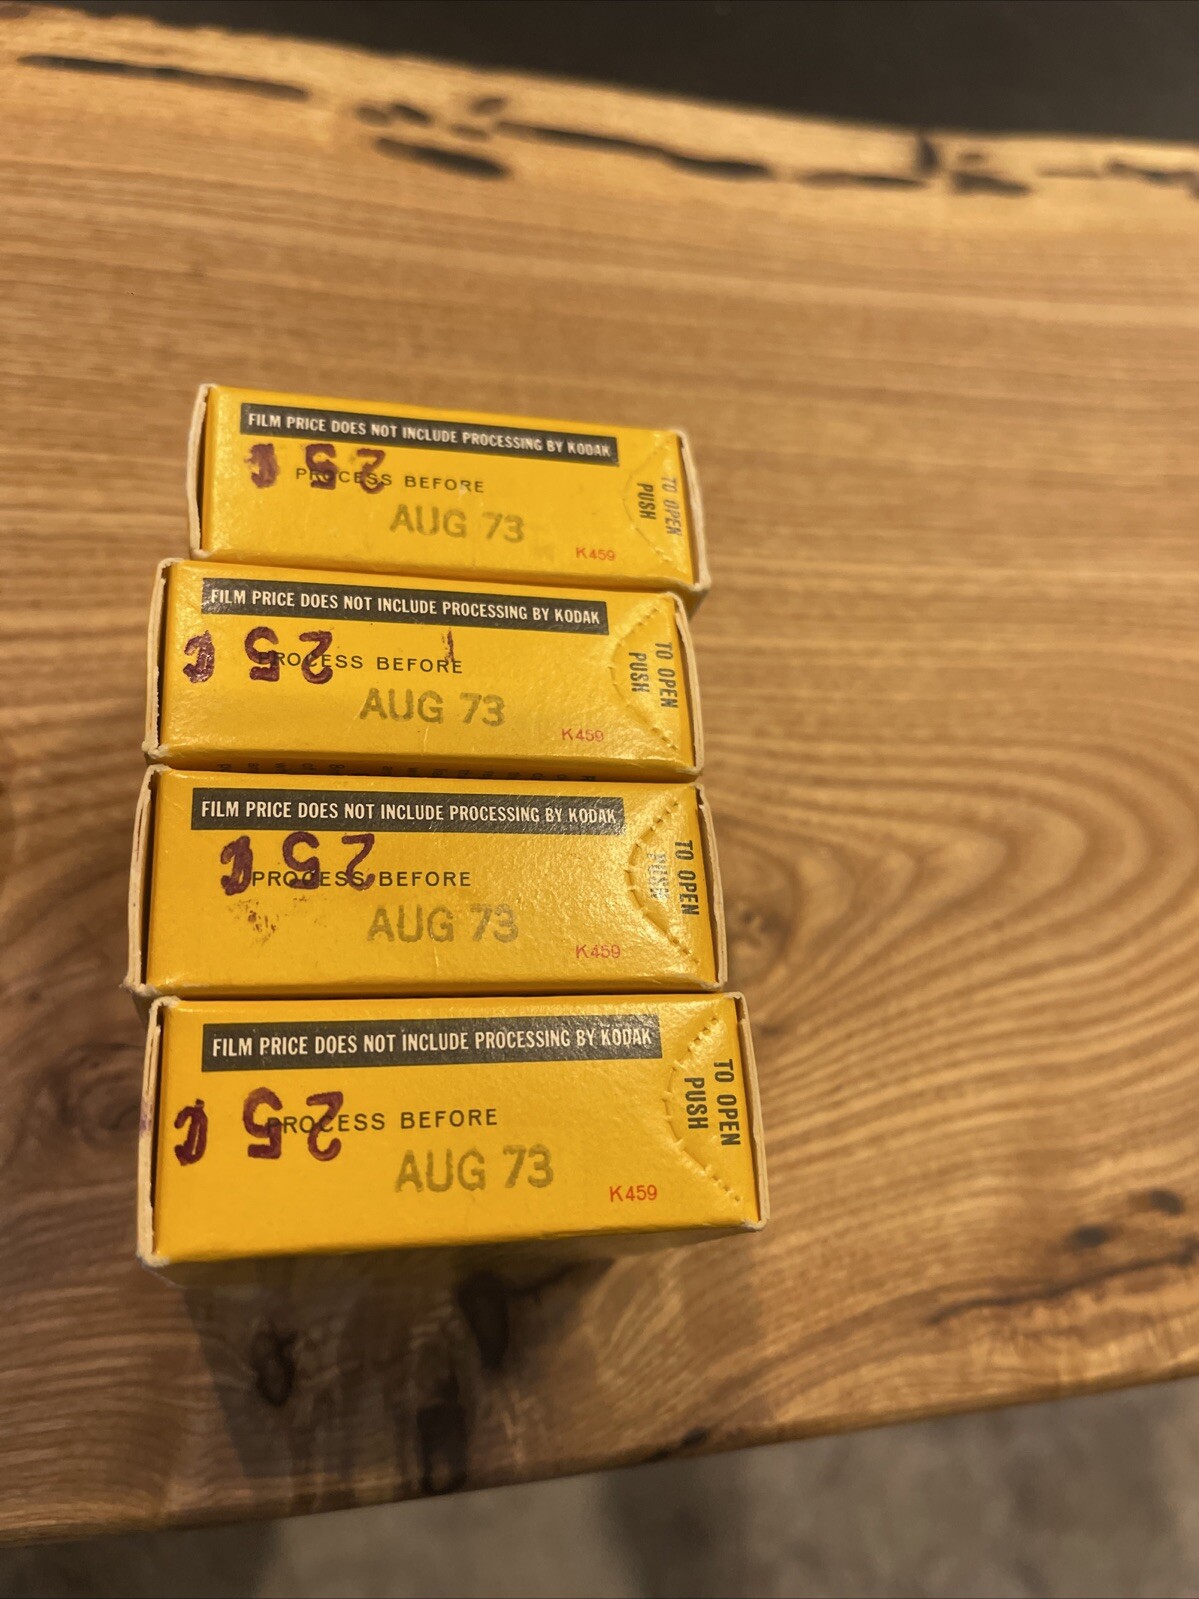 FILM PRICE DOES NOT INCLUDE PROCESSING BY KODAK
25¢
PROCESS BEFORE
AUG 73
K459
TO OPEN
PUSH
FILM PRICE DOES NOT INCLUDE PROCESSING BY KODAK
25¢
PROCESS BEFORE
AUG 73
K459
TO OPEN
PUSH
FILM PRICE DOES NOT INCLUDE PROCESSING BY KODAK
25¢
PROCESS BEFORE
AUG 73
K459
TO OPEN
PUSH
FILM PRICE DOES NOT INCLUDE PROCESSING BY KODAK
25¢
PROCESS BEFORE
AUG 73
K459
TO OPEN
PUSH